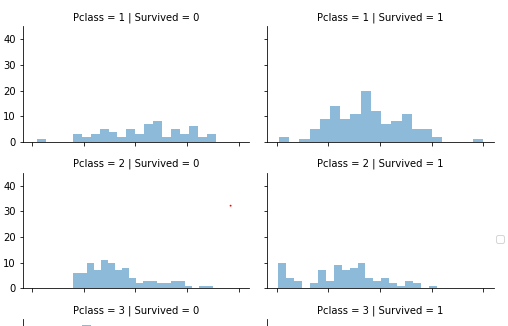 Pclass = 1 | Survived = 0
Pclass = 1 | Survived = 1
40
30
20
10
0
Pclass = 2 | Survived = 0
Pclass = 2 | Survived = 1
40
30
20
10
0
Pclass = 3 | Survived = 0
Pclass = 3 | Survived = 1